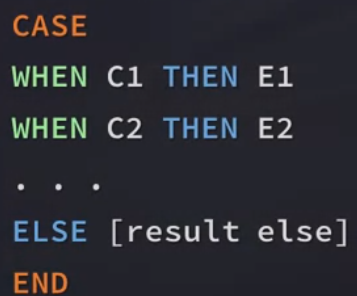 CASE
WHEN C1 THEN E1
WHEN C2 THEN E2
. . .
ELSE [result else]
END